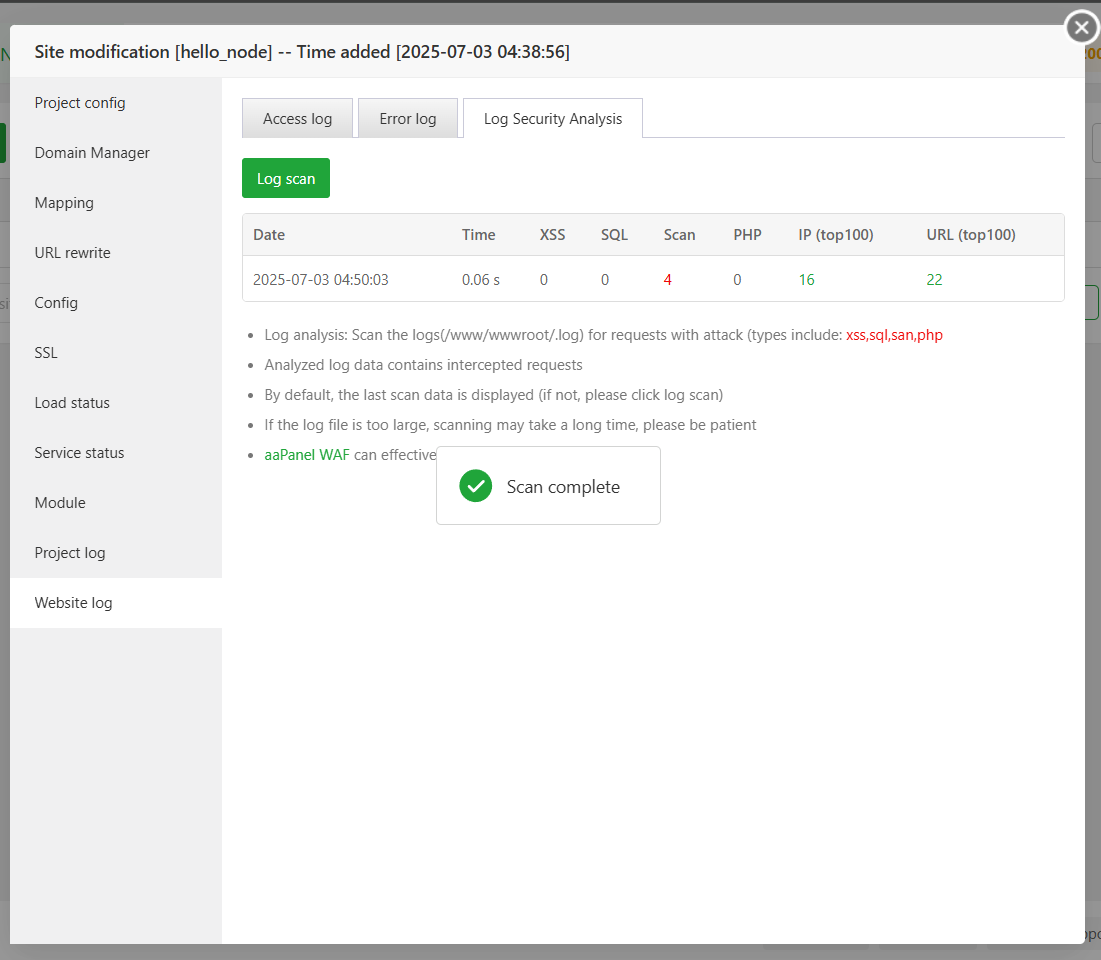 Site modification [hello_node] -- Time added [2025-07-03 04:38:56]
Project config
Domain Manager
Mapping
URL rewrite
Config
SSL
Load status
Service status
Module
Project log
Website log
Access log
Error log
Log Security Analysis
Log scan
Date Time XSS SQL Scan PHP IP (top100) URL (top100)
2025-07-03 04:50:03 0.06 s 0 0 4 0 16 22
Log analysis: Scan the logs(/www/wwwroot/.log) for requests with attack (types include: xss,sql,san,php
Analyzed log data contains intercepted requests
By default, the last scan data is displayed (if not, please click log scan)
If the log file is too large, scanning may take a long time, please be patient
aaPanel WAF can effective
Scan complete